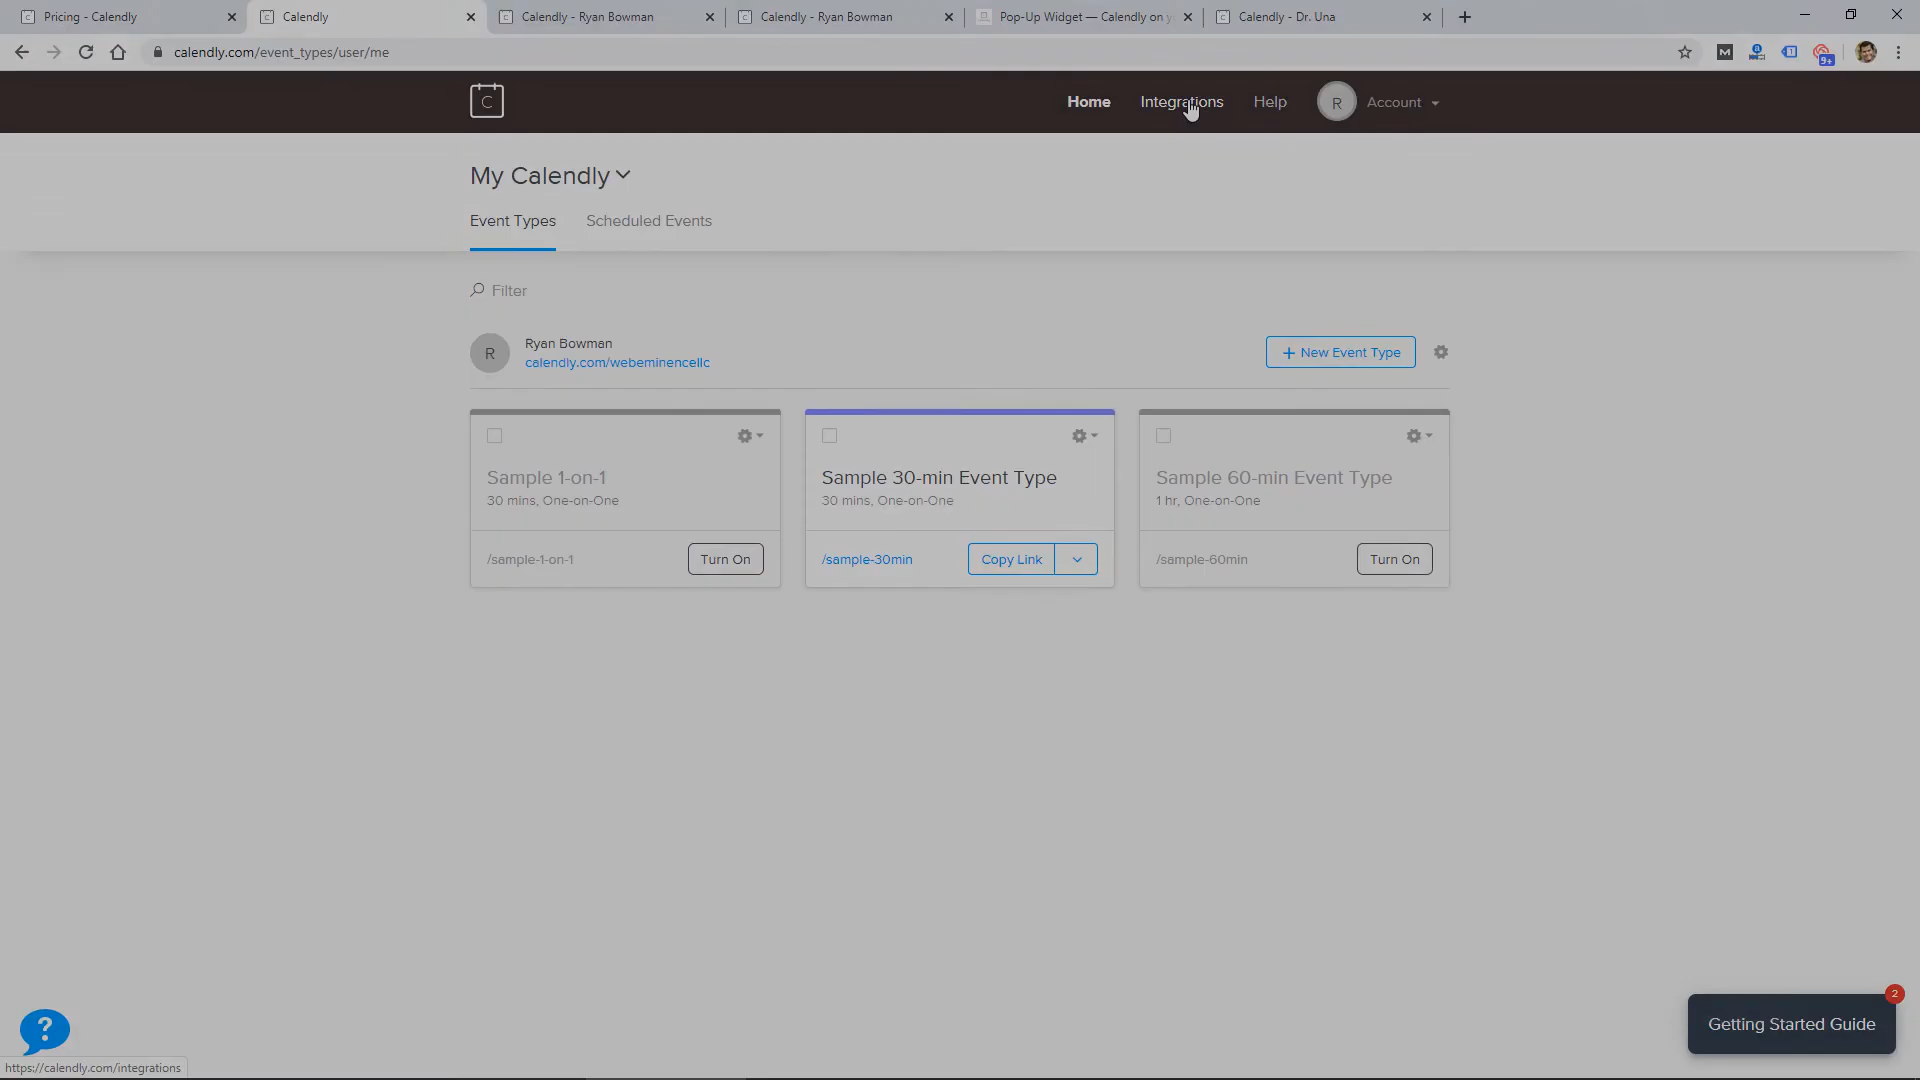 Pricing - Calendly
Calendly
Calendly - Ryan Bowman
Calendly - Ryan Bowman
Pop-Up Widget — Calendly on y
Calendly - Dr. Una
calendly.com/event_types/user/me
M
9+
C
Home
Integrations
Help
R
Account
My Calendly
Event Types
Scheduled Events
Filter
R
Ryan Bowman
calendly.com/webeminencellc
+ New Event Type
Sample 1-on-1
30 mins, One-on-One
/sample-1-on-1
Turn On
Sample 30-min Event Type
30 mins, One-on-One
/sample-30min
Copy Link
Sample 60-min Event Type
1 hr, One-on-One
/sample-60min
Turn On
?
2
Getting Started Guide
https://calendly.com/integrations